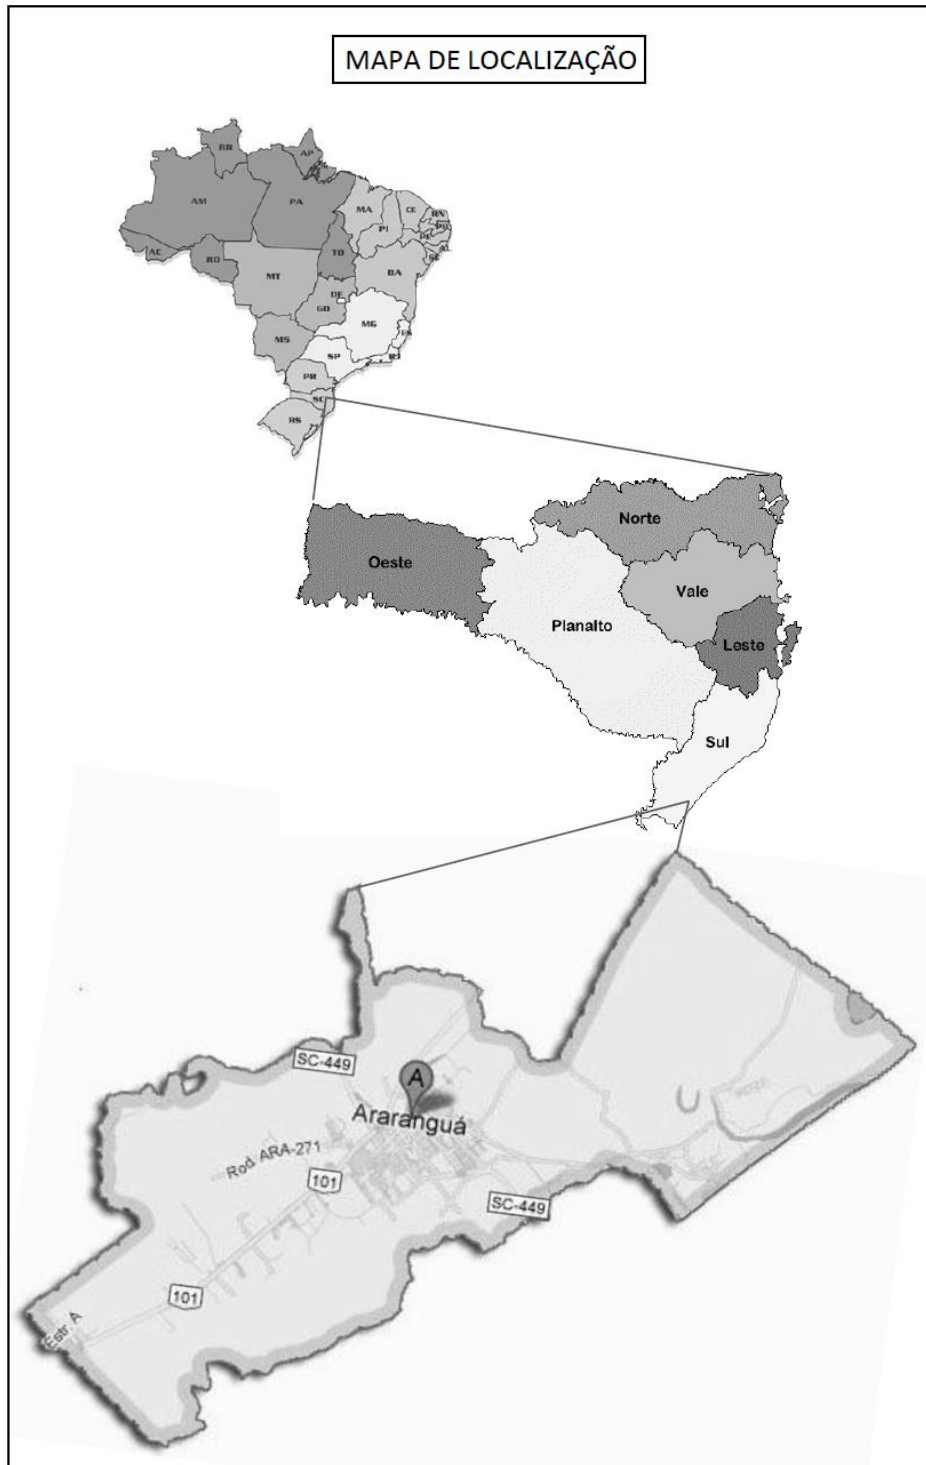 MAPA DE LOCALIZAÇÃO
RR
AP
AM
PA
MA
CE
RN
PI
AC
RO
TO
MT
BA
GO
MG
MS
SP
PR
SC
RS
Norte
Oeste
Vale
Planalto
Leste
Sul
SC-449
A
Araranguá
Rod ARA-271
101
SC-449
101
Estr. A